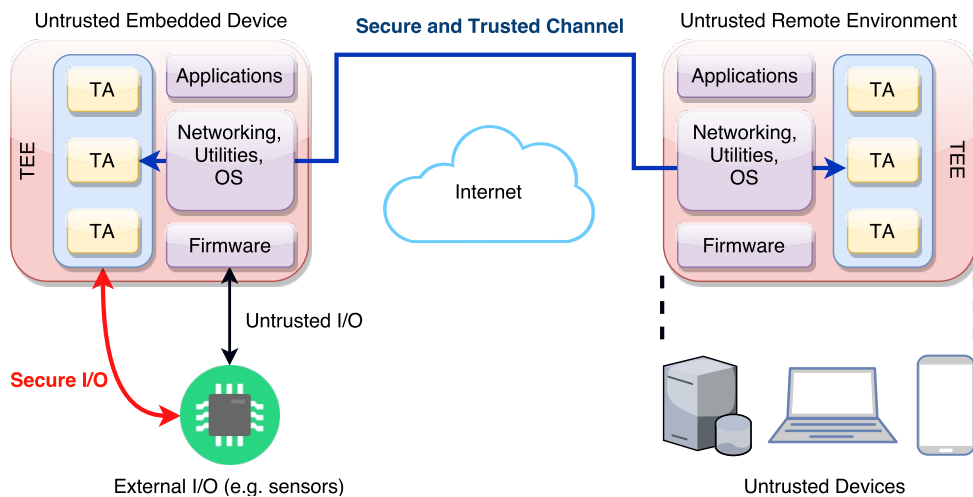 Untrusted Embedded Device
Secure and Trusted Channel
Untrusted Remote Environment
TEE
TA
TA
TA
Applications
Networking,
Utilities,
OS
Firmware
Internet
Applications
Networking,
Utilities,
OS
Firmware
TA
TA
TA
TEE
Untrusted I/O
Secure I/O
External I/O (e.g. sensors)
Untrusted Devices